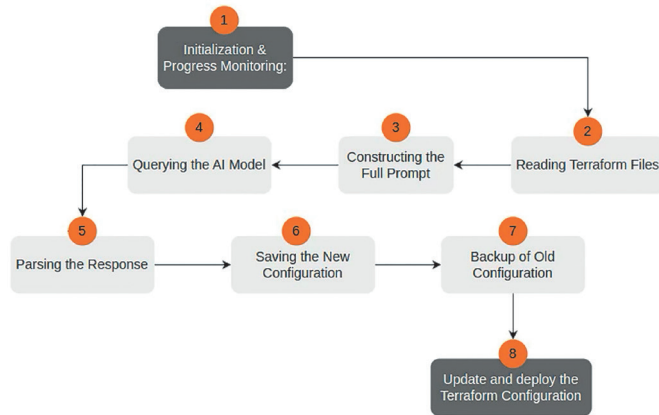 1
Initialization &
Progress Monitoring:
2
Reading Terraform Files
3
Constructing the
Full Prompt
4
Querying the AI Model
5
Parsing the Response
6
Saving the New
Configuration
7
Backup of Old
Configuration
8
Update and deploy the
Terraform Configuration